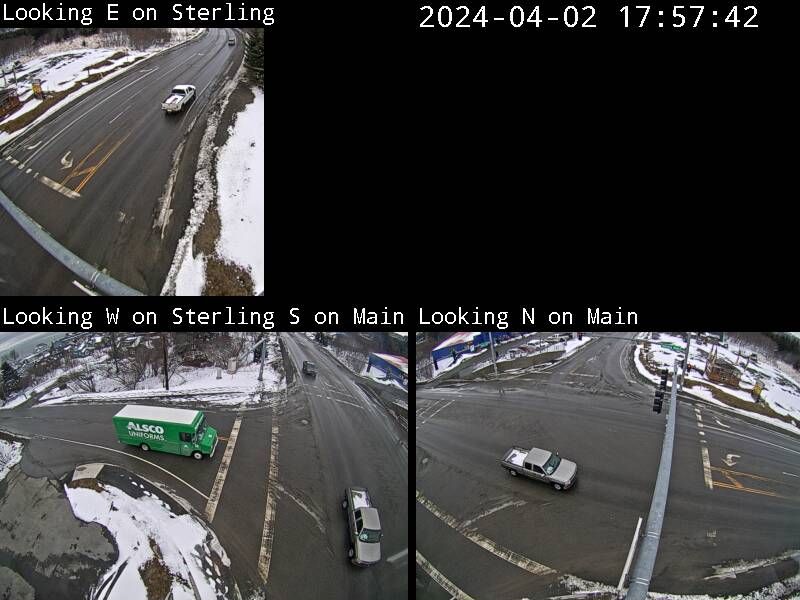 Looking E on Sterling
2024-04-02 17:57:42
Looking W on Sterling S on Main
Looking N on Main
ALSCO
UNIFORMS